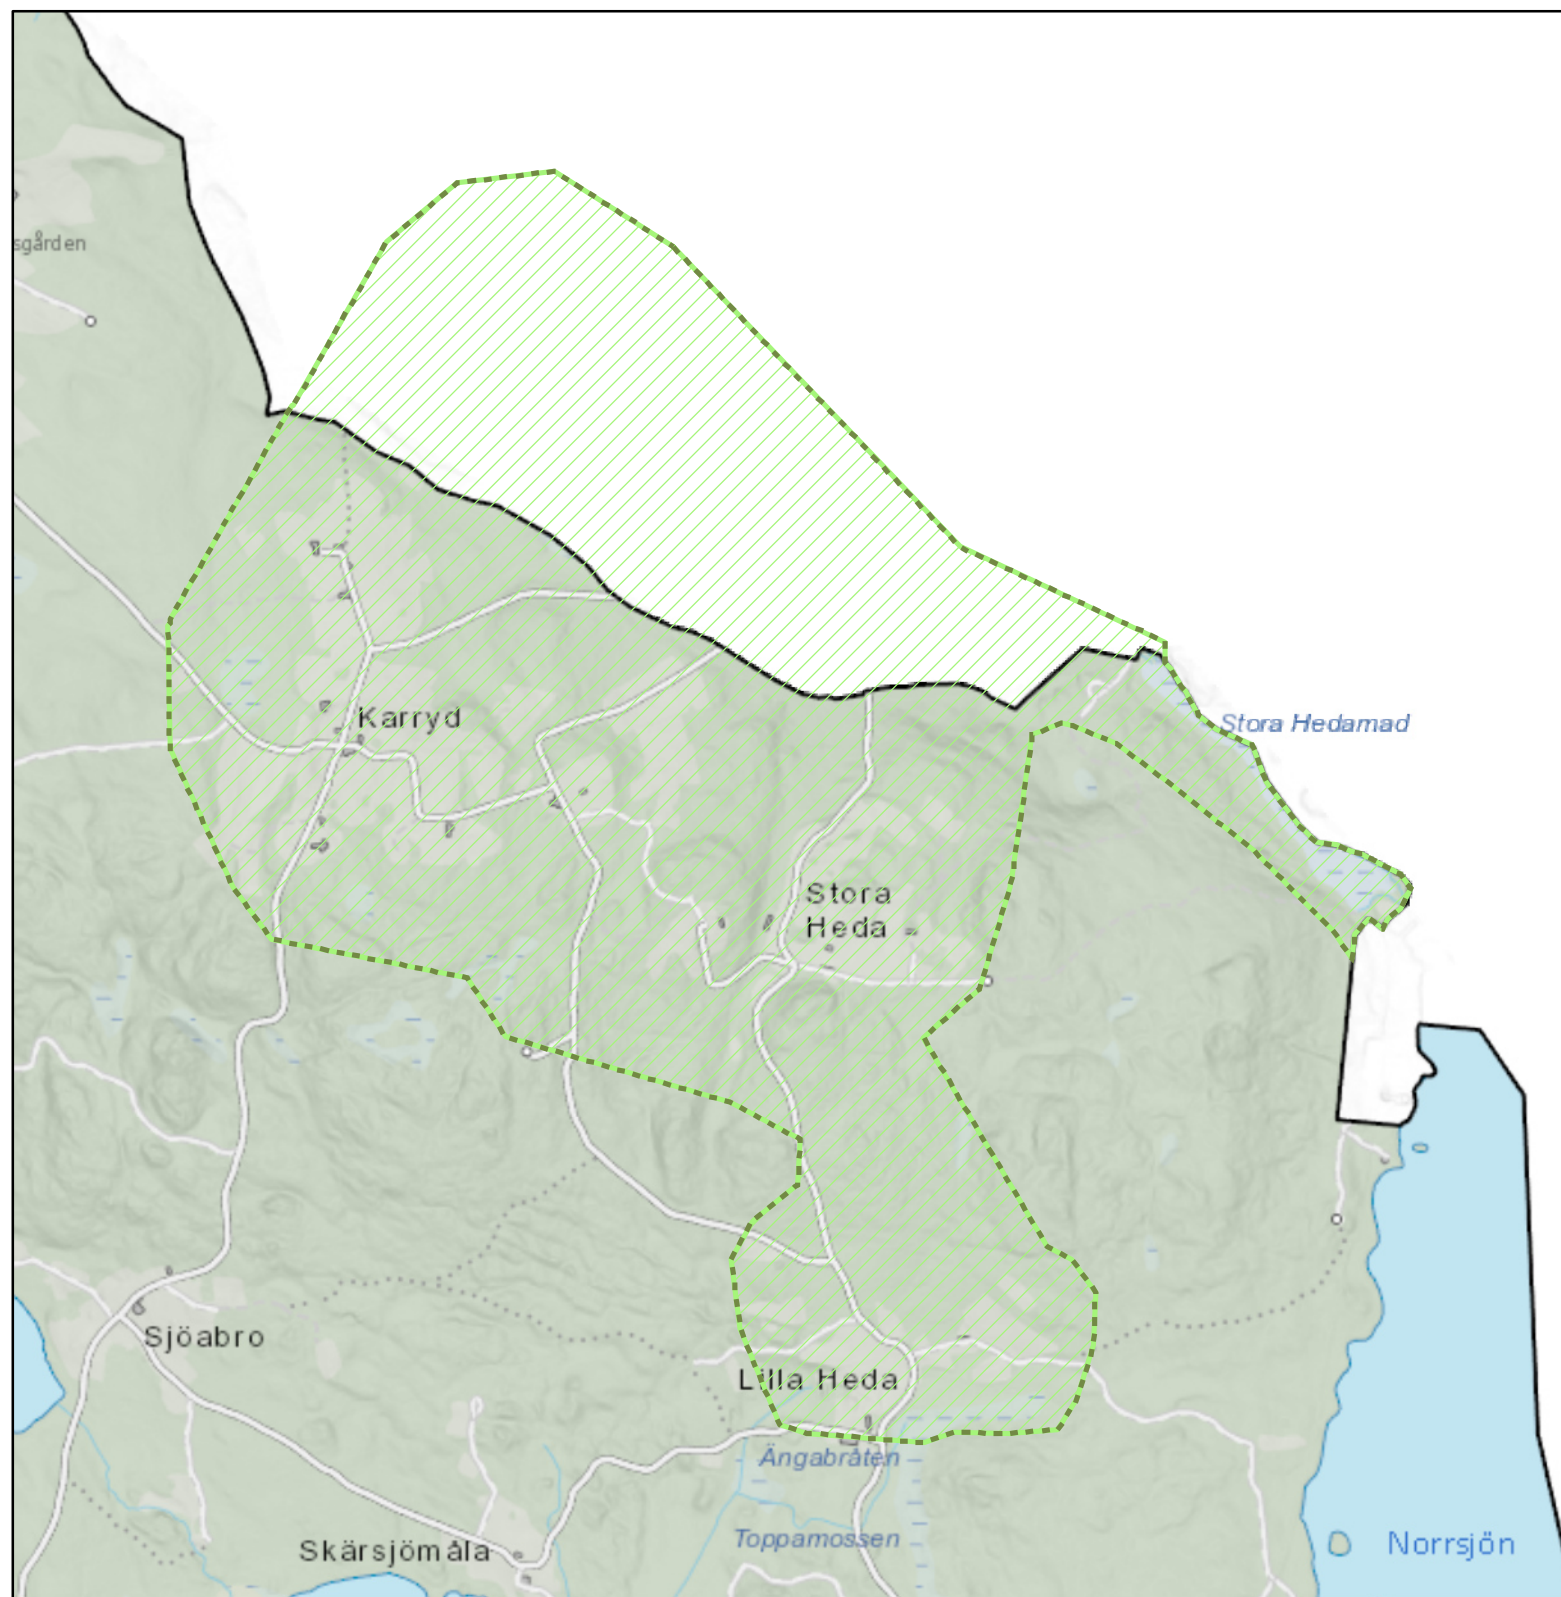 sgården
Karryd
Stora Hedamad
Stora
Heda
Sjöabro
Lilla Heda
Ängabråten
Toppamossen
Skärsjömåla
Norrsjön